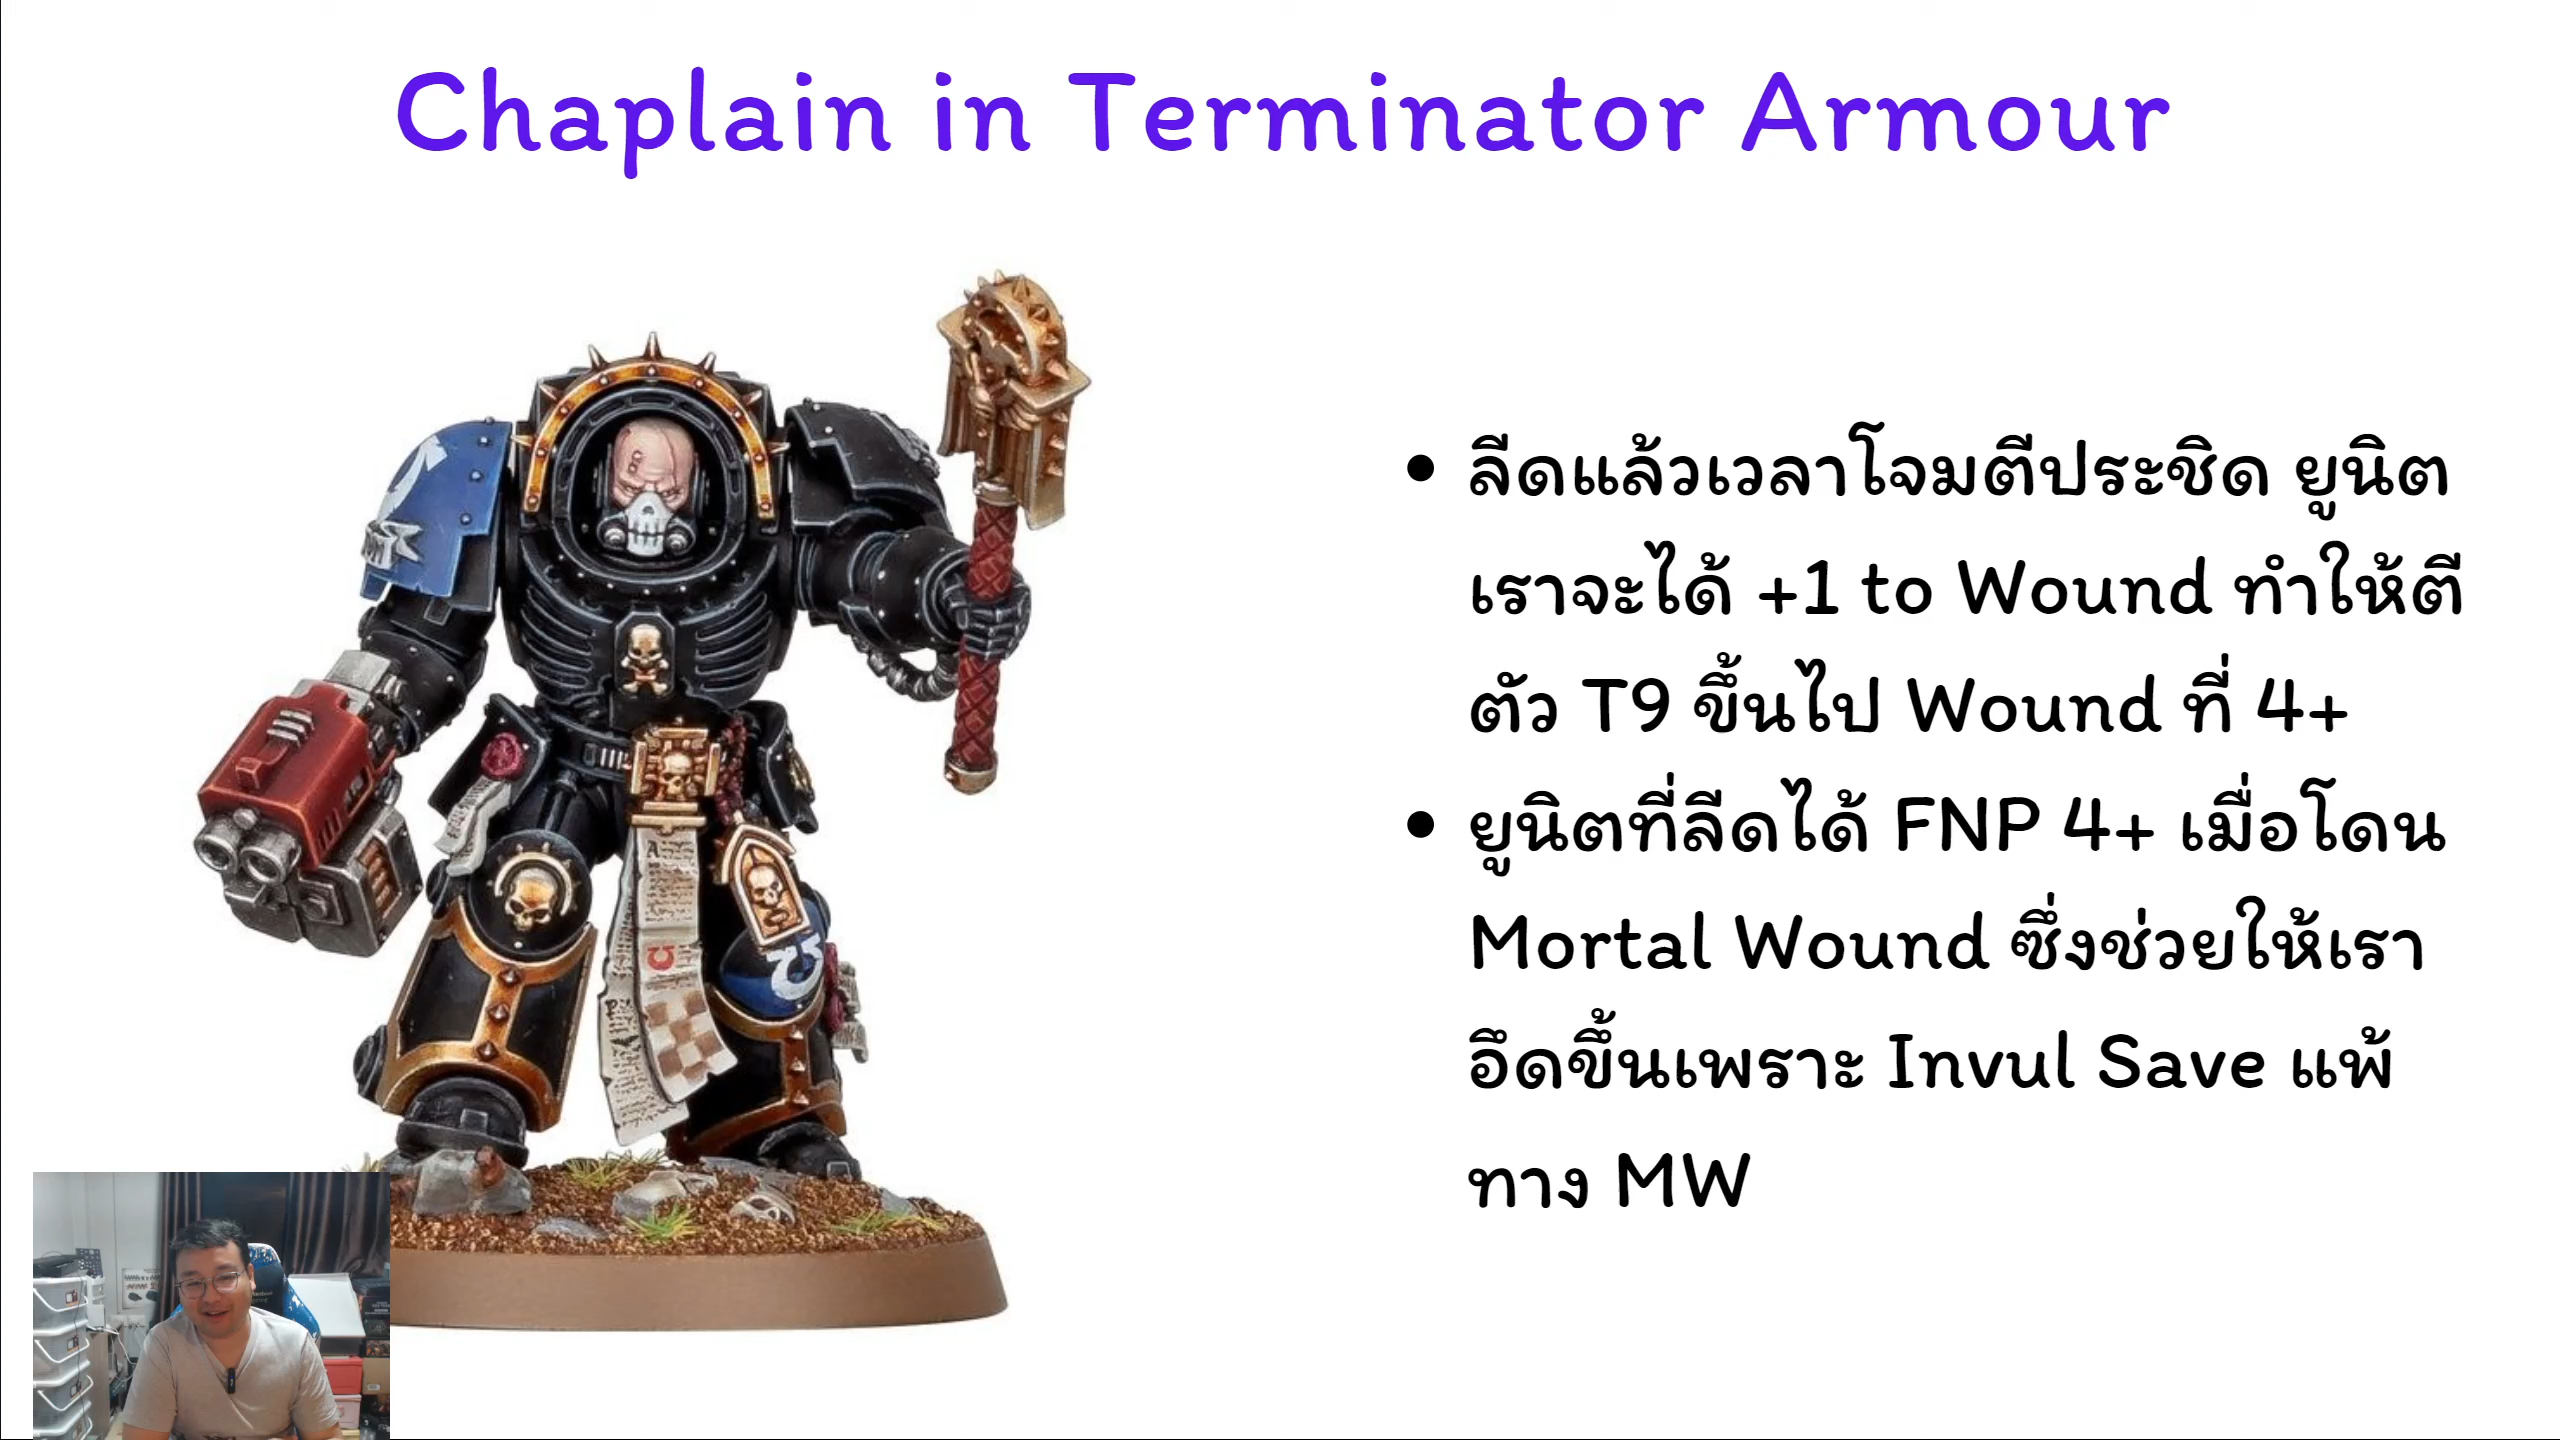 Chaplain in Terminator Armour
• ลีดแล้วเวลาโจมตีประชิด ยูนิต
เราจะได้ +1 to Wound ทำให้ตี
ตัว T9 ขึ้นไป Wound ที่ 4+
• ยูนิตที่ลีดได้ FNP 4+ เมื่อโดน
Mortal Wound ซึ่งช่วยให้เรา
อึดขึ้นเพราะ Invul Save แพ้
ทาง MW